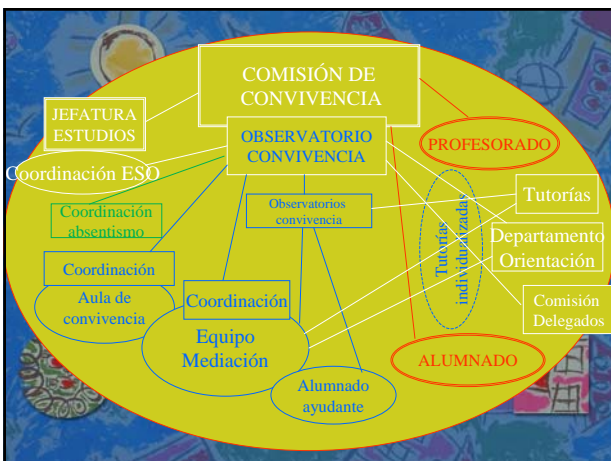 COMISIÓN DE
CONVIVENCIA
JEFATURA
ESTUDIOS
OBSERVATORIO
CONVIVENCIA
PROFESORADO
Coordinación ESO
Tutorías
Observatorios
convivencia
Coordinación
absentismo
Tutorías
individualizadas
Departamento
Orientación
Coordinación
Aula de
convivencia
Coordinación
Equipo
Mediación
Comisión
Delegados
ALUMNADO
Alumnado
ayudante